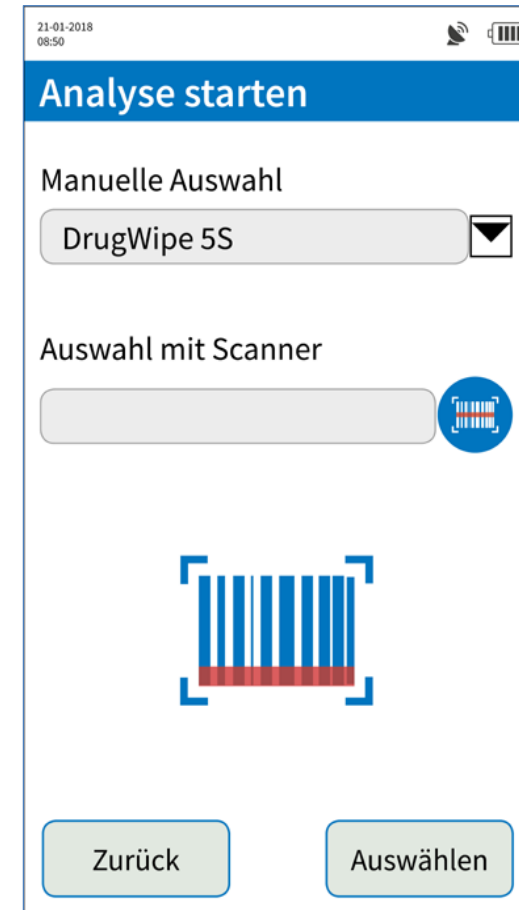 21-01-2018
08:50
Analyse starten
Manuelle Auswahl
DrugWipe 5S
Auswahl mit Scanner
Zurück
Auswählen